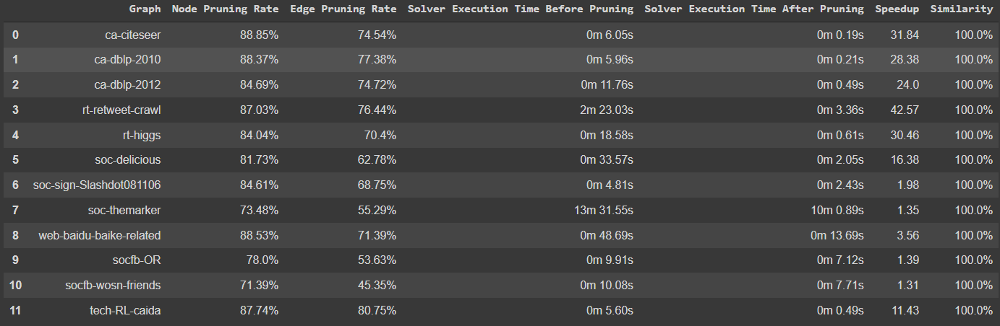 Graph Node Pruning Rate Edge Pruning Rate Solver Execution Time Before Pruning Solver Execution Time After Pruning Speedup Similarity
0 ca-citeseer 88.85% 74.54% 0m 6.05s 0m 0.19s 31.84 100.0%
1 ca-dblp-2010 88.37% 77.38% 0m 5.96s 0m 0.21s 28.38 100.0%
2 ca-dblp-2012 84.69% 74.72% 0m 11.76s 0m 0.49s 24.0 100.0%
3 rt-retweet-crawl 87.03% 76.44% 2m 23.03s 0m 3.36s 42.57 100.0%
4 rt-higgs 84.04% 70.4% 0m 18.58s 0m 0.61s 30.46 100.0%
5 soc-delicious 81.73% 62.78% 0m 33.57s 0m 2.05s 16.38 100.0%
6 soc-sign-Slashdot081106 84.61% 68.75% 0m 4.81s 0m 2.43s 1.98 100.0%
7 soc-themarker 73.48% 55.29% 13m 31.55s 10m 0.89s 1.35 100.0%
8 web-baidu-baike-related 88.53% 71.39% 0m 48.69s 0m 13.69s 3.56 100.0%
9 socfb-OR 78.0% 53.63% 0m 9.91s 0m 7.12s 1.39 100.0%
10 socfb-wosn-friends 71.39% 45.35% 0m 10.08s 0m 7.71s 1.31 100.0%
11 tech-RL-caida 87.74% 80.75% 0m 5.60s 0m 0.49s 11.43 100.0%